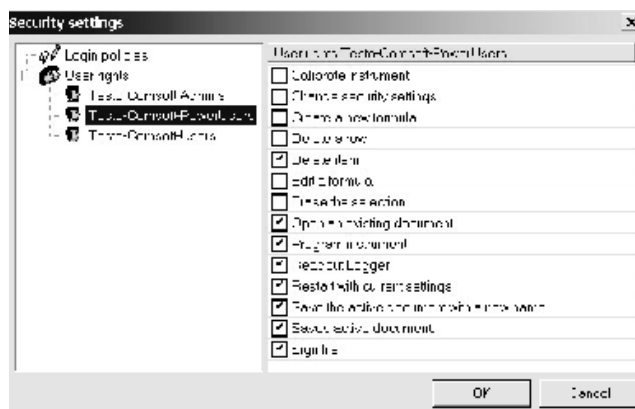 Security settings
Login policies
User rights
Testo-Comsoft-Admins
Testo-Comsoft-Powerusers
Testo-Comsoft-Users
User rights Testo-Comsoft-PowerUsers
Calibrate instrument
Change security settings
Create a new formula
Delete a row
Delete item
Edit a formula
Erase the selection
Open an existing document
Program instrument
Read out Logger
Restart with current settings
Save the active document with a new name
Saves active document
Sign file
OK
Cancel